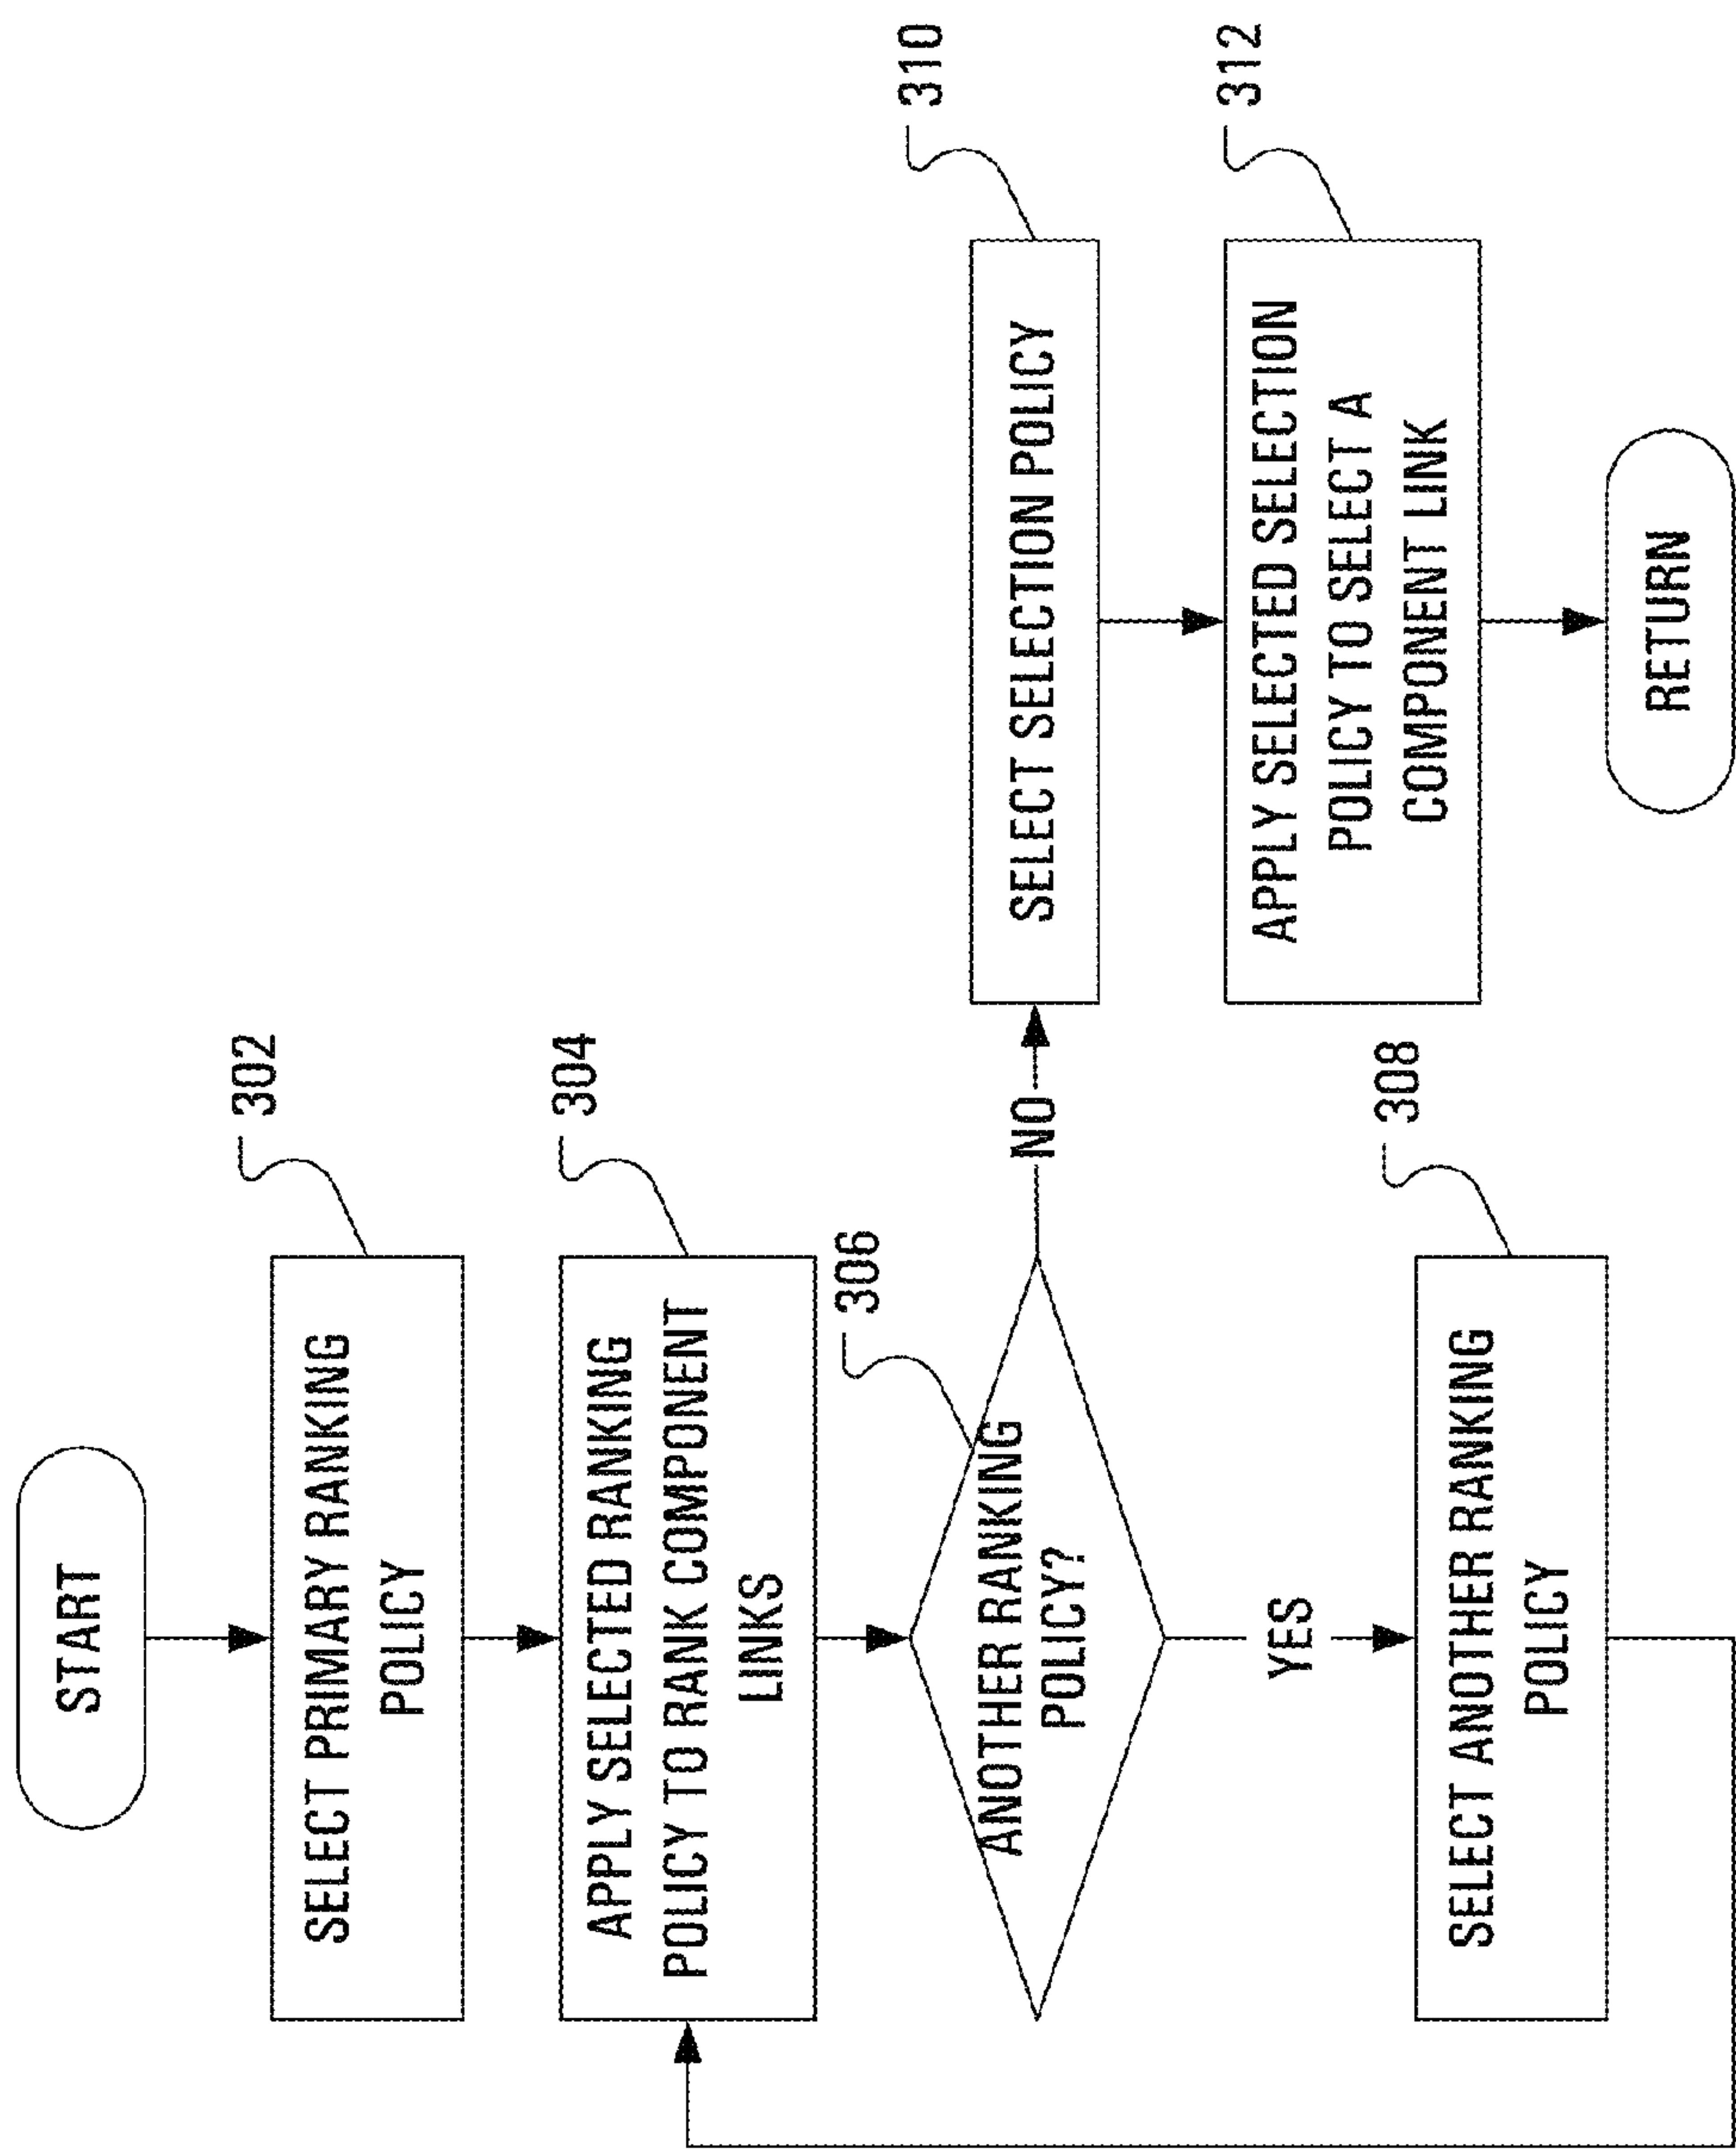 START
302
SELECT PRIMARY RANKING
POLICY
304
APPLY SELECTED RANKING
POLICY TO RANK COMPONENT
LINKS
306
ANOTHER RANKING
POLICY?
NO
YES
308
SELECT ANOTHER RANKING
POLICY
310
SELECT SELECTION POLICY
312
APPLY SELECTED SELECTION
POLICY TO SELECT A
COMPONENT LINK
RETURN